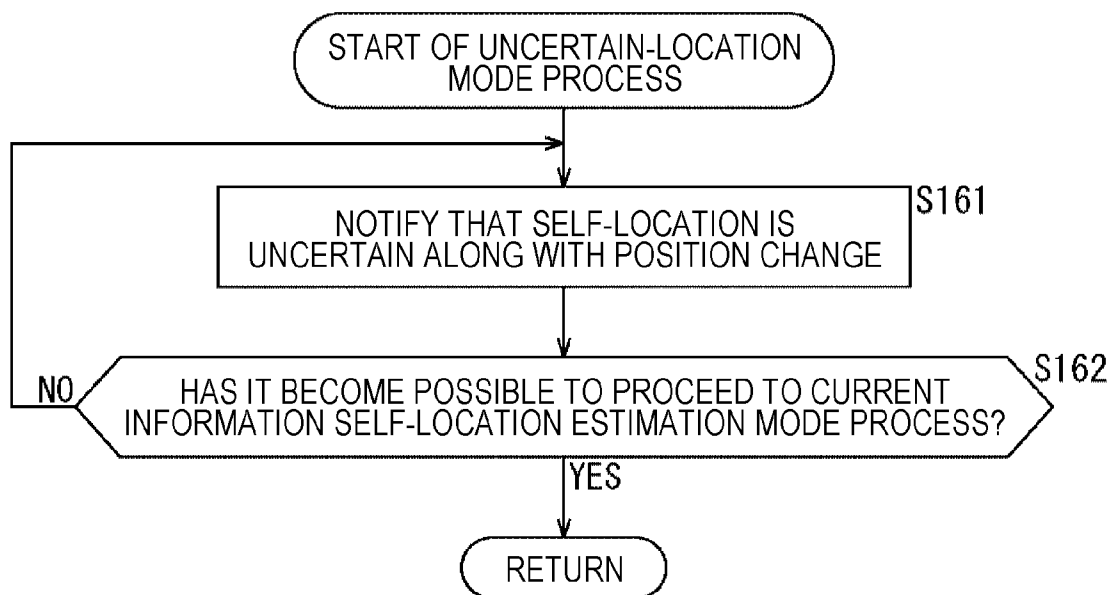 START OF UNCERTAIN-LOCATION
MODE PROCESS
S161
NOTIFY THAT SELF-LOCATION IS
UNCERTAIN ALONG WITH POSITION CHANGE
S162
NO
HAS IT BECOME POSSIBLE TO PROCEED TO CURRENT
INFORMATION SELF-LOCATION ESTIMATION MODE PROCESS?
YES
RETURN